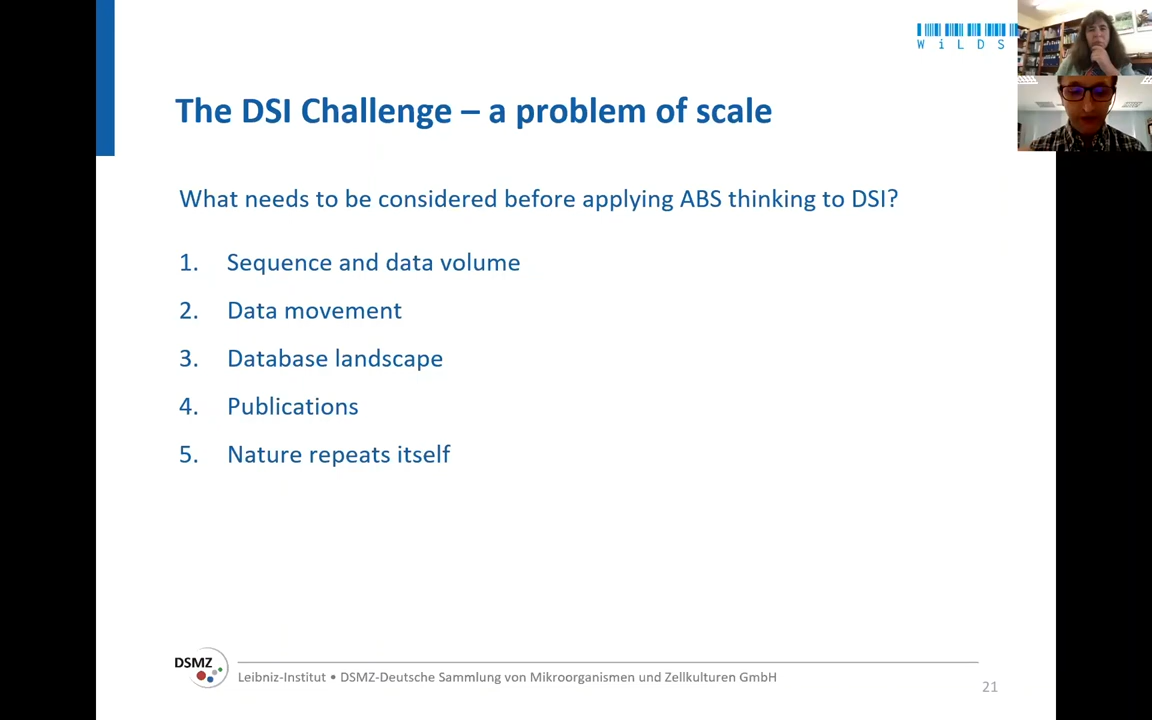 WiLDS
The DSI Challenge – a problem of scale
What needs to be considered before applying ABS thinking to DSI?
1. Sequence and data volume
2. Data movement
3. Database landscape
4. Publications
5. Nature repeats itself
DSMZ
Leibniz-Institut • DSMZ-Deutsche Sammlung von Mikroorganismen und Zellkulturen GmbH
21